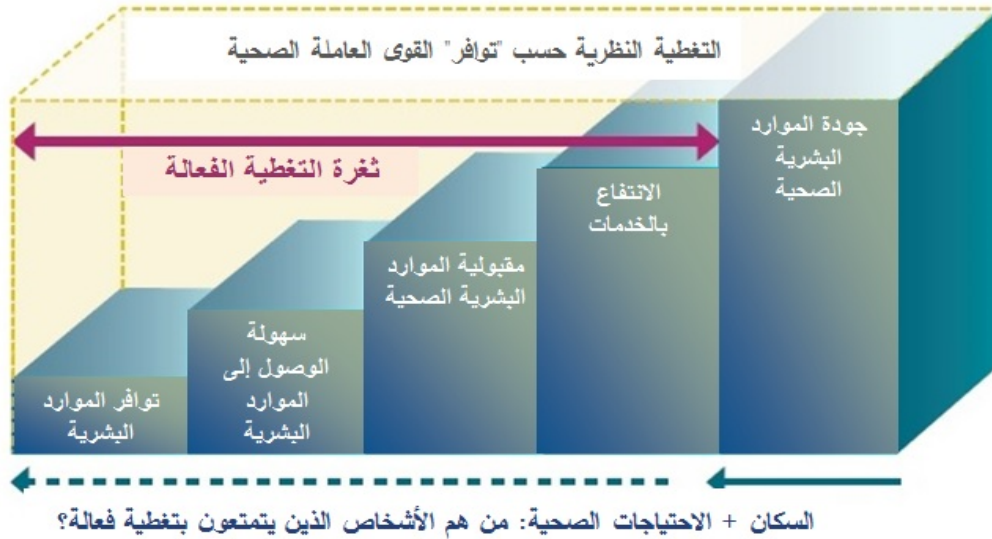 التغطية النظرية حسب "توافر" القوى العاملة الصحية
ثغرة التغطية الفعالة
جودة الموارد
البشرية
الصحية
الانتفاع
بالخدمات
مقبولية الموارد
البشرية الصحية
سهولة
الوصول إلى
الموارد
البشرية
توافر الموارد
البشرية
السكان + الاحتياجات الصحية: من هم الأشخاص الذين يتمتعون بتغطية فعالة؟